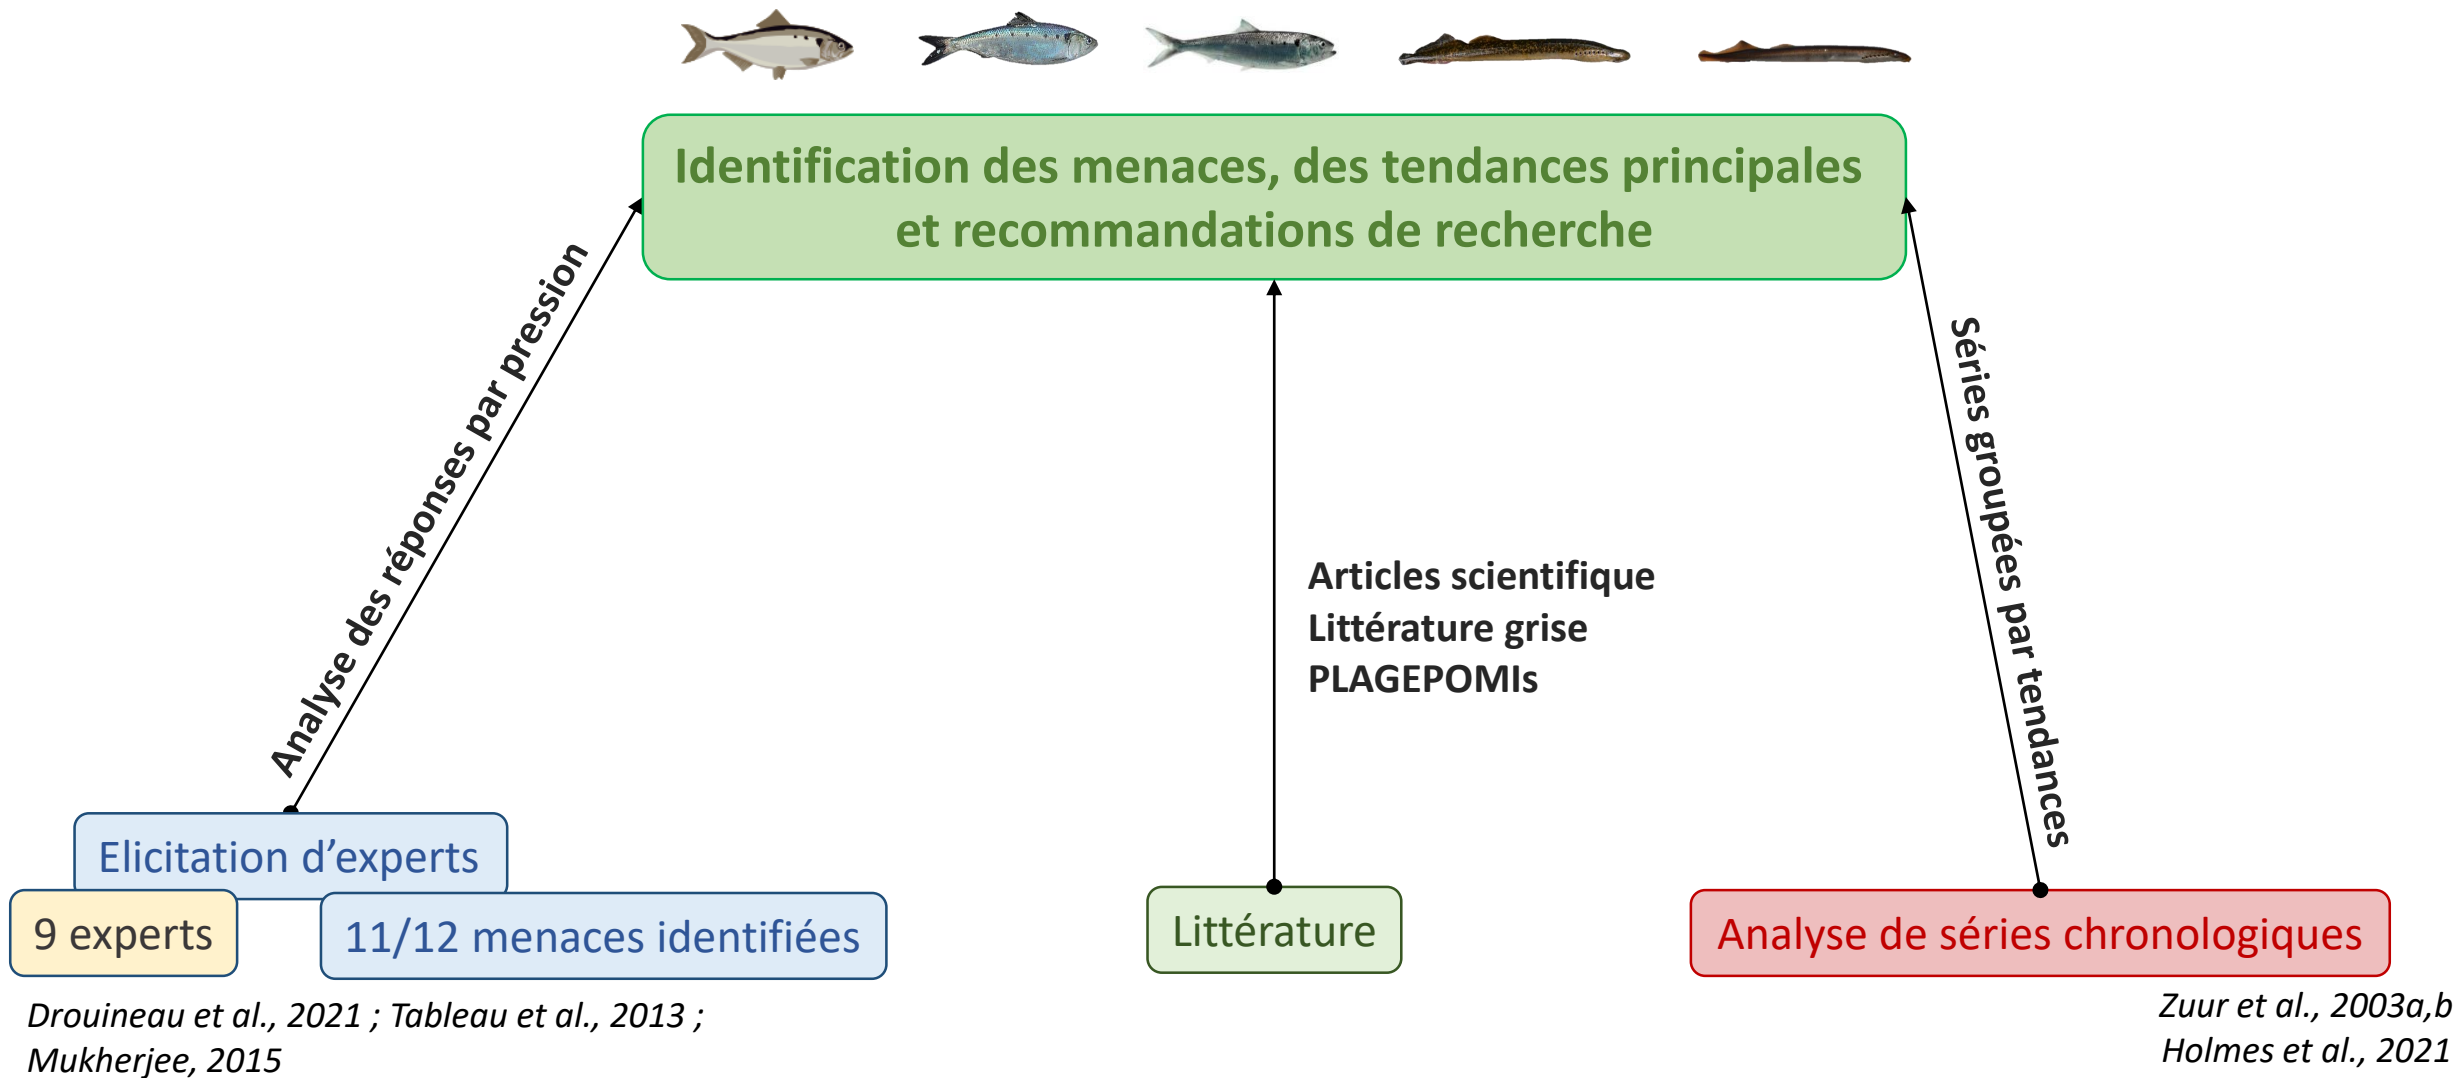 Identification des menaces, des tendances principales
et recommandations de recherche
Analyse des réponses par pression
Articles scientifique
Littérature grise
PLAGEPOMIs
Séries groupées par tendances
Elicitation d’experts
9 experts
11/12 menaces identifiées
Littérature
Analyse de séries chronologiques
Drouineau et al., 2021 ; Tableau et al., 2013 ;
Mukherjee, 2015
Zuur et al., 2003a,b
Holmes et al., 2021